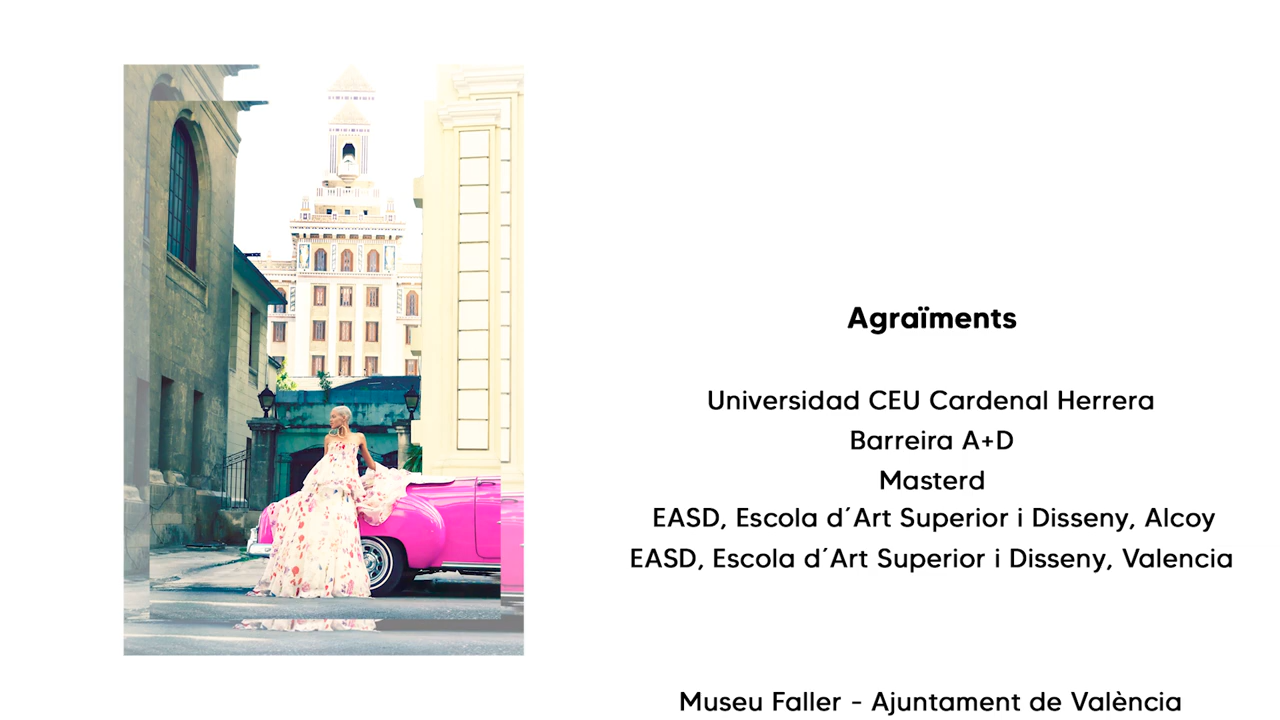 Agraïments
Universidad CEU Cardenal Herrera
Barreira A+D
Masterd
EASD, Escola d´Art Superior i Disseny, Alcoy
EASD, Escola d´Art Superior i Disseny, Valencia
Museu Faller - Ajuntament de València